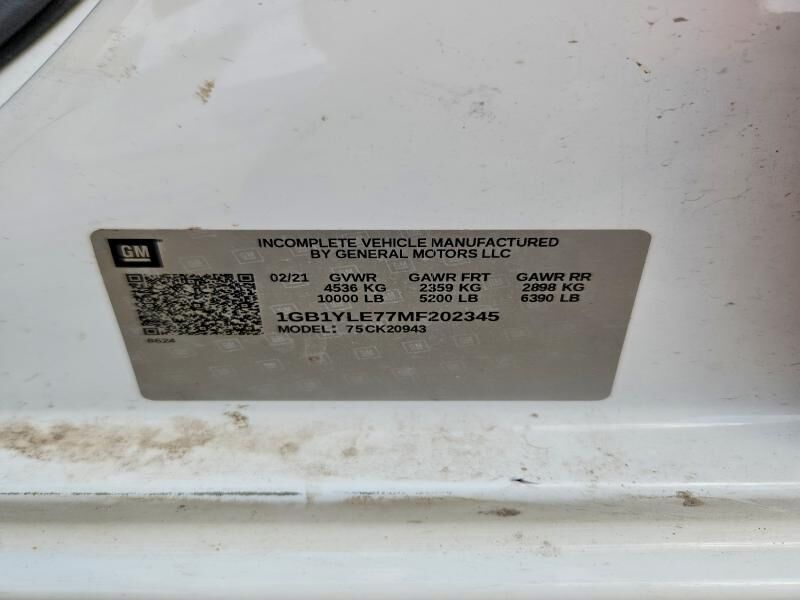 GM
INCOMPLETE VEHICLE MANUFACTURED
BY GENERAL MOTORS LLC
02/21 GVWR GAWR FRT GAWR RR
4536 KG 2359 KG 2898 KG
10000 LB 5200 LB 6390 LB
1GB1YLE77MF202345
MODEL: 75CK20943
8624